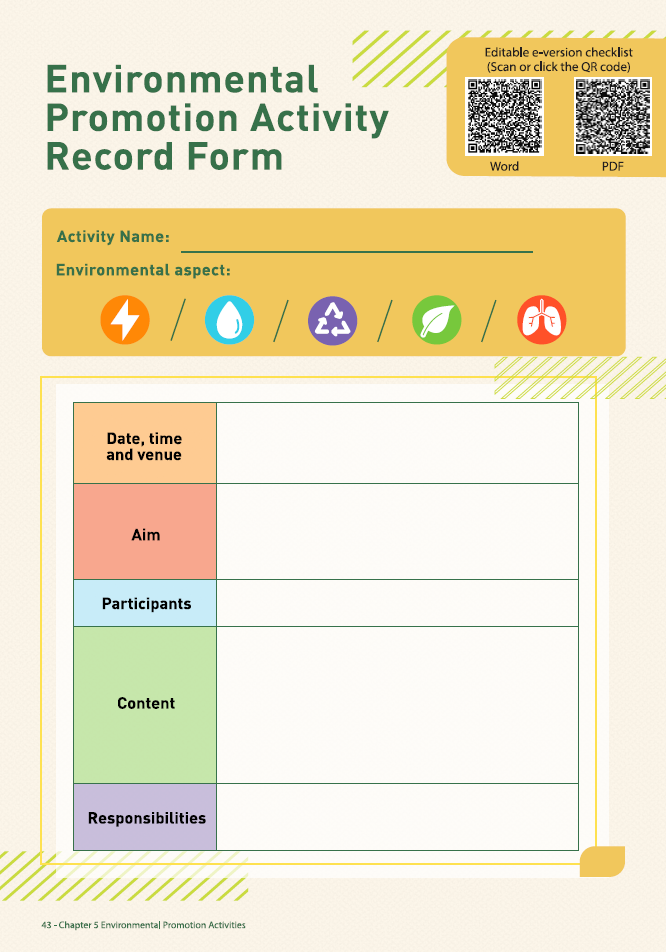 Editable e-version checklist
(Scan or click the QR code)
Word
PDF
Environmental
Promotion Activity
Record Form
Activity Name:
Environmental aspect:
Date, time
and venue
Aim
Participants
Content
Responsibilities
43 - Chapter 5 Environmental Promotion Activities